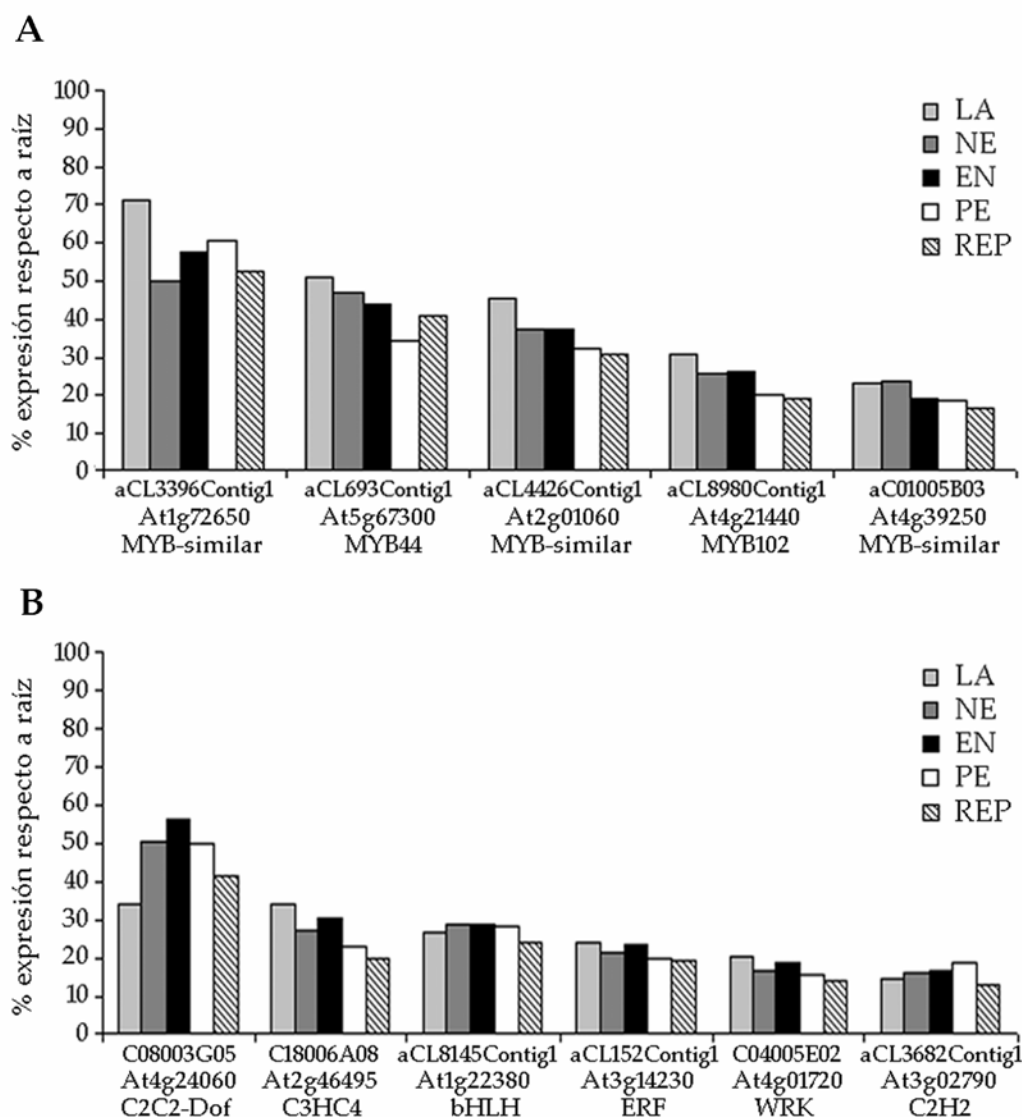 A
% expresión respecto a raíz
100
90
80
70
60
50
40
30
20
10
0
LA
NE
EN
PE
REP
aCL3396Contig1 aCL693Contig1 aCL4426Contig1 aCL8980Contig1 aC01005B03
At1g72650 At5g67300 At2g01060 At4g21440 At4g39250
MYB-similar MYB44 MYB-similar MYB102 MYB-similar
B
% expresión respecto a raíz
100
90
80
70
60
50
40
30
20
10
0
LA
NE
EN
PE
REP
C08003G05 C18006A08 aCL8145Contig1 aCL152Contig1 C04005E02 aCL3682Contig1
At4g24060 At2g46495 At1g22380 At3g14230 At4g01720 At3g02790
C2C2-Dof C3HC4 bHLH ERF WRK C2H2